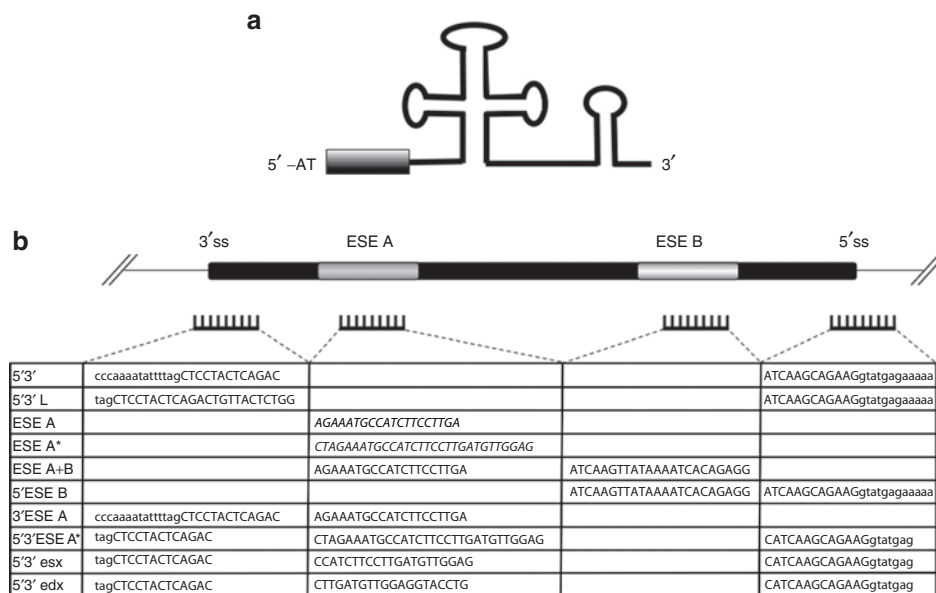 a
5′ –AT
3′
b
3′ss ESE A ESE B 5′ss
5′3′ cccaaaatattttagCTCCTACTCAGAC ATCAAGCAGAAGgtatgagaaaaa
5′3′ L tagCTCCTACTCAGACTGTTACTCTGG ATCAAGCAGAAGgtatgagaaaaa
ESE A AGAAATGCCATCTTCCTTGA
ESE A* CTAGAAATGCCATCTTCCTTGATGTTGGAG
ESE A+B AGAAATGCCATCTTCCTTGA ATCAAGTTATAAAATCACAGAGG
5′ESE B ATCAAGTTATAAAATCACAGAGG ATCAAGCAGAAGgtatgagaaaaa
3′ESE A cccaaaatattttagCTCCTACTCAGAC AGAAATGCCATCTTCCTTGA
5′3′ESE A* tagCTCCTACTCAGAC CTAGAAATGCCATCTTCCTTGATGTTGGAG CATCAAGCAGAAGgtatgag
5′3′ esx tagCTCCTACTCAGAC CCATCTTCCTTGATGTTGGAG CATCAAGCAGAAGgtatgag
5′3′ edx tagCTCCTACTCAGAC CTTGATGTTGGAGGTACCTG CATCAAGCAGAAGgtatgag